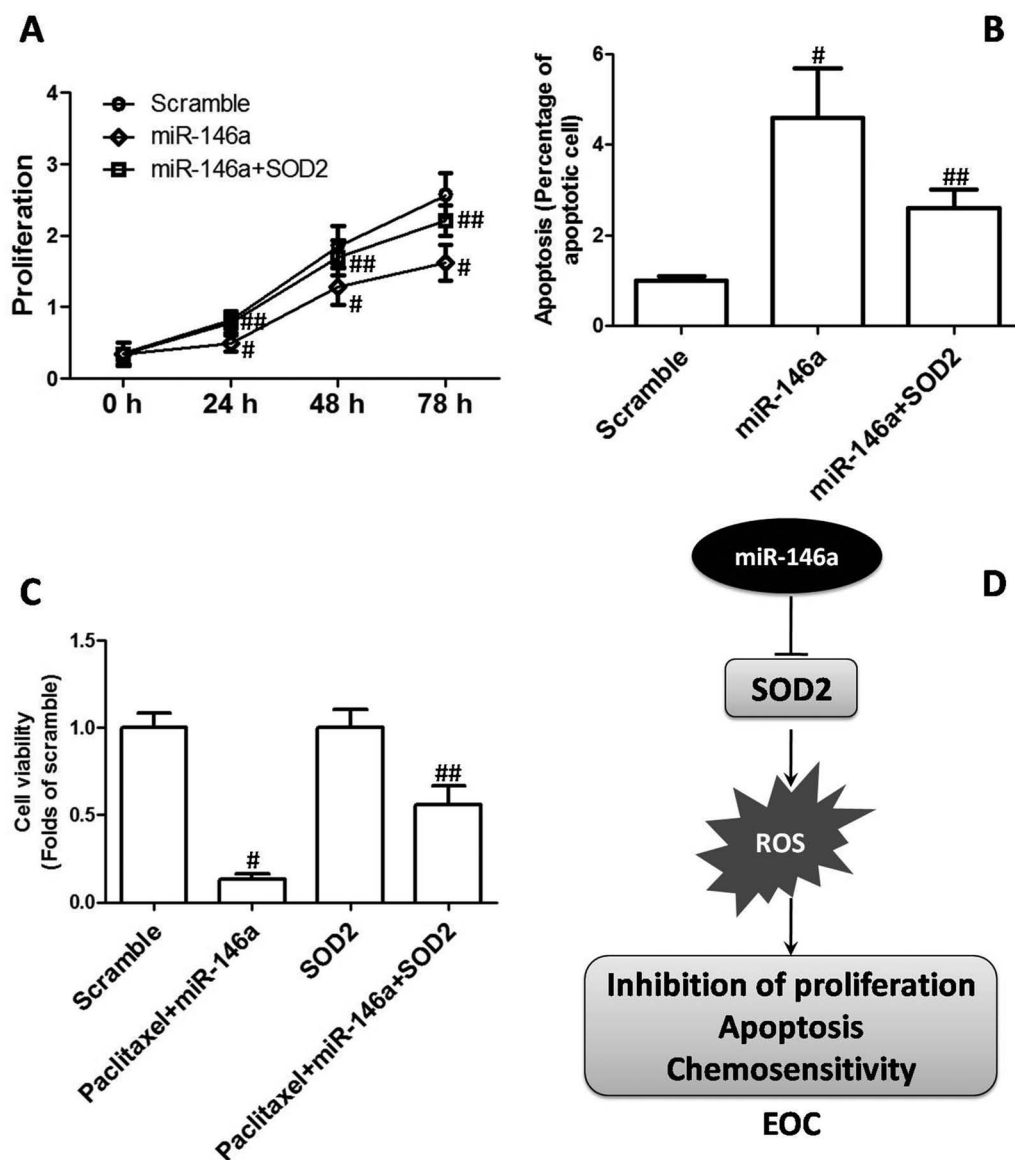 A
Proliferation
4
3
2
1
0
Scramble
miR-146a
miR-146a+SOD2
##
##
#
##
#
#
0 h
24 h
48 h
78 h
B
Apoptosis (Percentage of
apoptotic cell)
6
4
2
0
#
##
Scramble
miR-146a
miR-146a+SOD2
C
Cell viability
(Folds of scramble)
1.5
1.0
0.5
0.0
#
##
Scramble
Paclitaxel+miR-146a
SOD2
Paclitaxel+miR-146a+SOD2
D
miR-146a
SOD2
ROS
Inhibition of proliferation
Apoptosis
Chemosensitivity
EOC